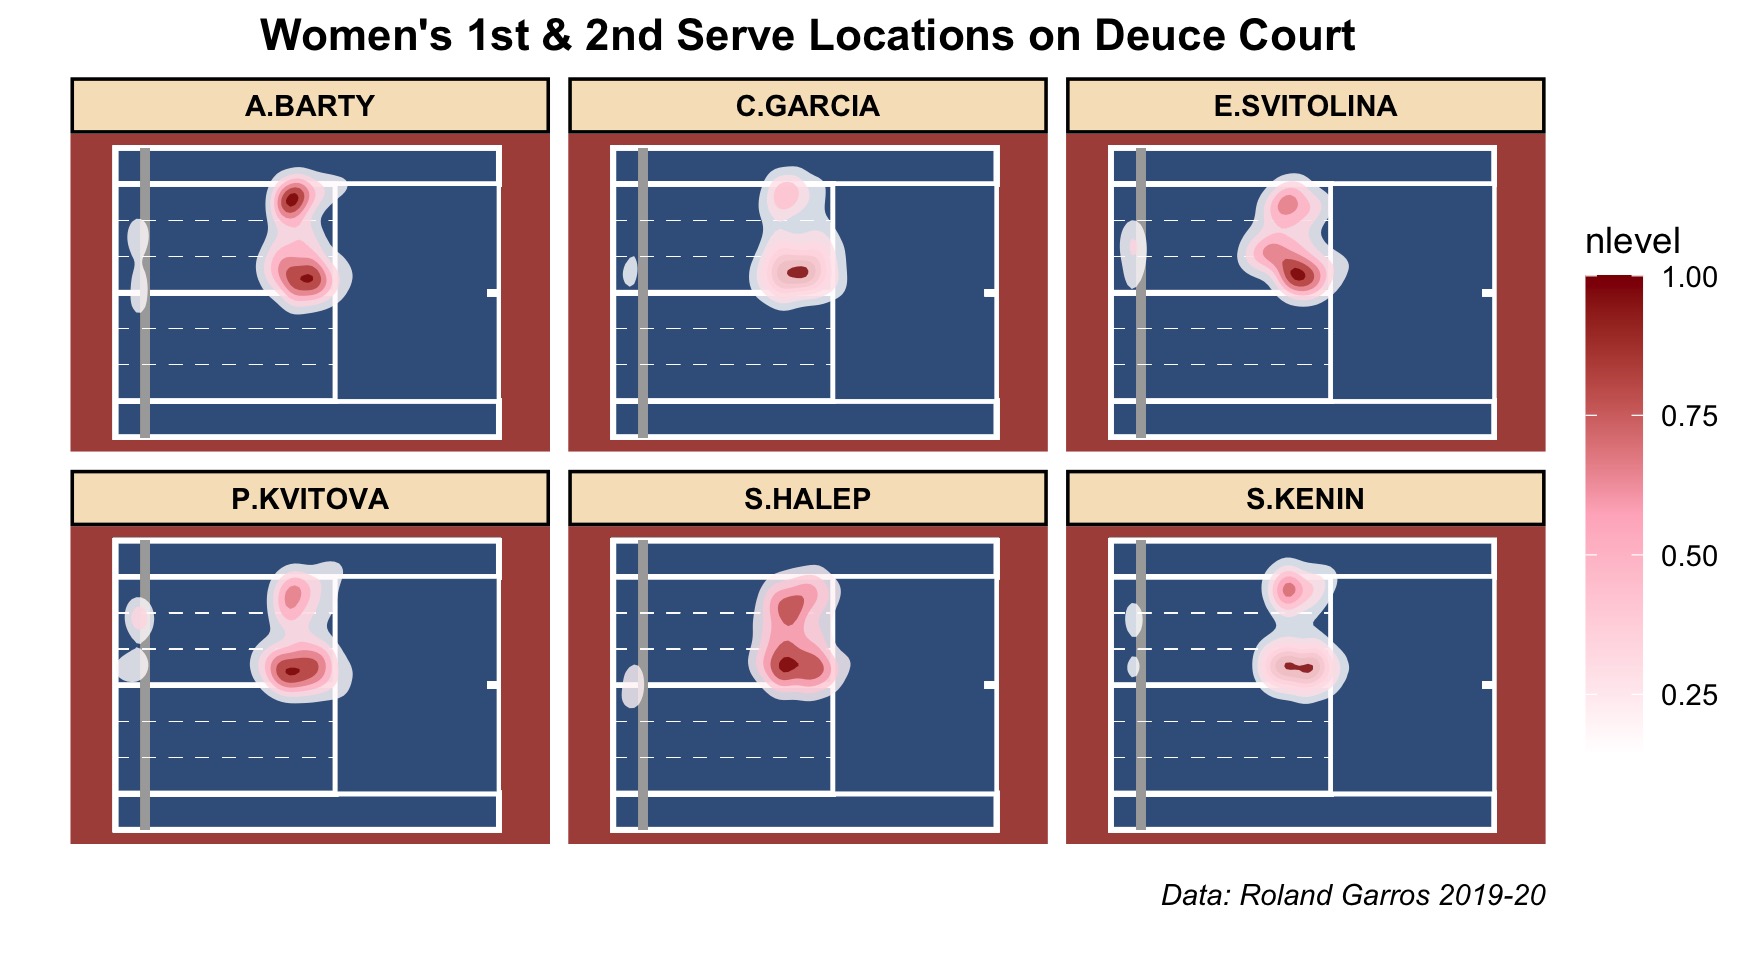 Women's 1st & 2nd Serve Locations on Deuce Court
A.BARTY
C.GARCIA
E.SVITOLINA
P.KVITOVA
S.HALEP
S.KENIN
nlevel
1.00
0.75
0.50
0.25
Data: Roland Garros 2019-20